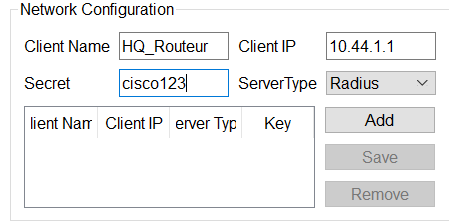 Network Configuration
Client Name HQ_Routeur Client IP 10.44.1.1
Secret cisco123 ServerType Radius
lient Nam Client IP erver Typ Key
Add
Save
Remove